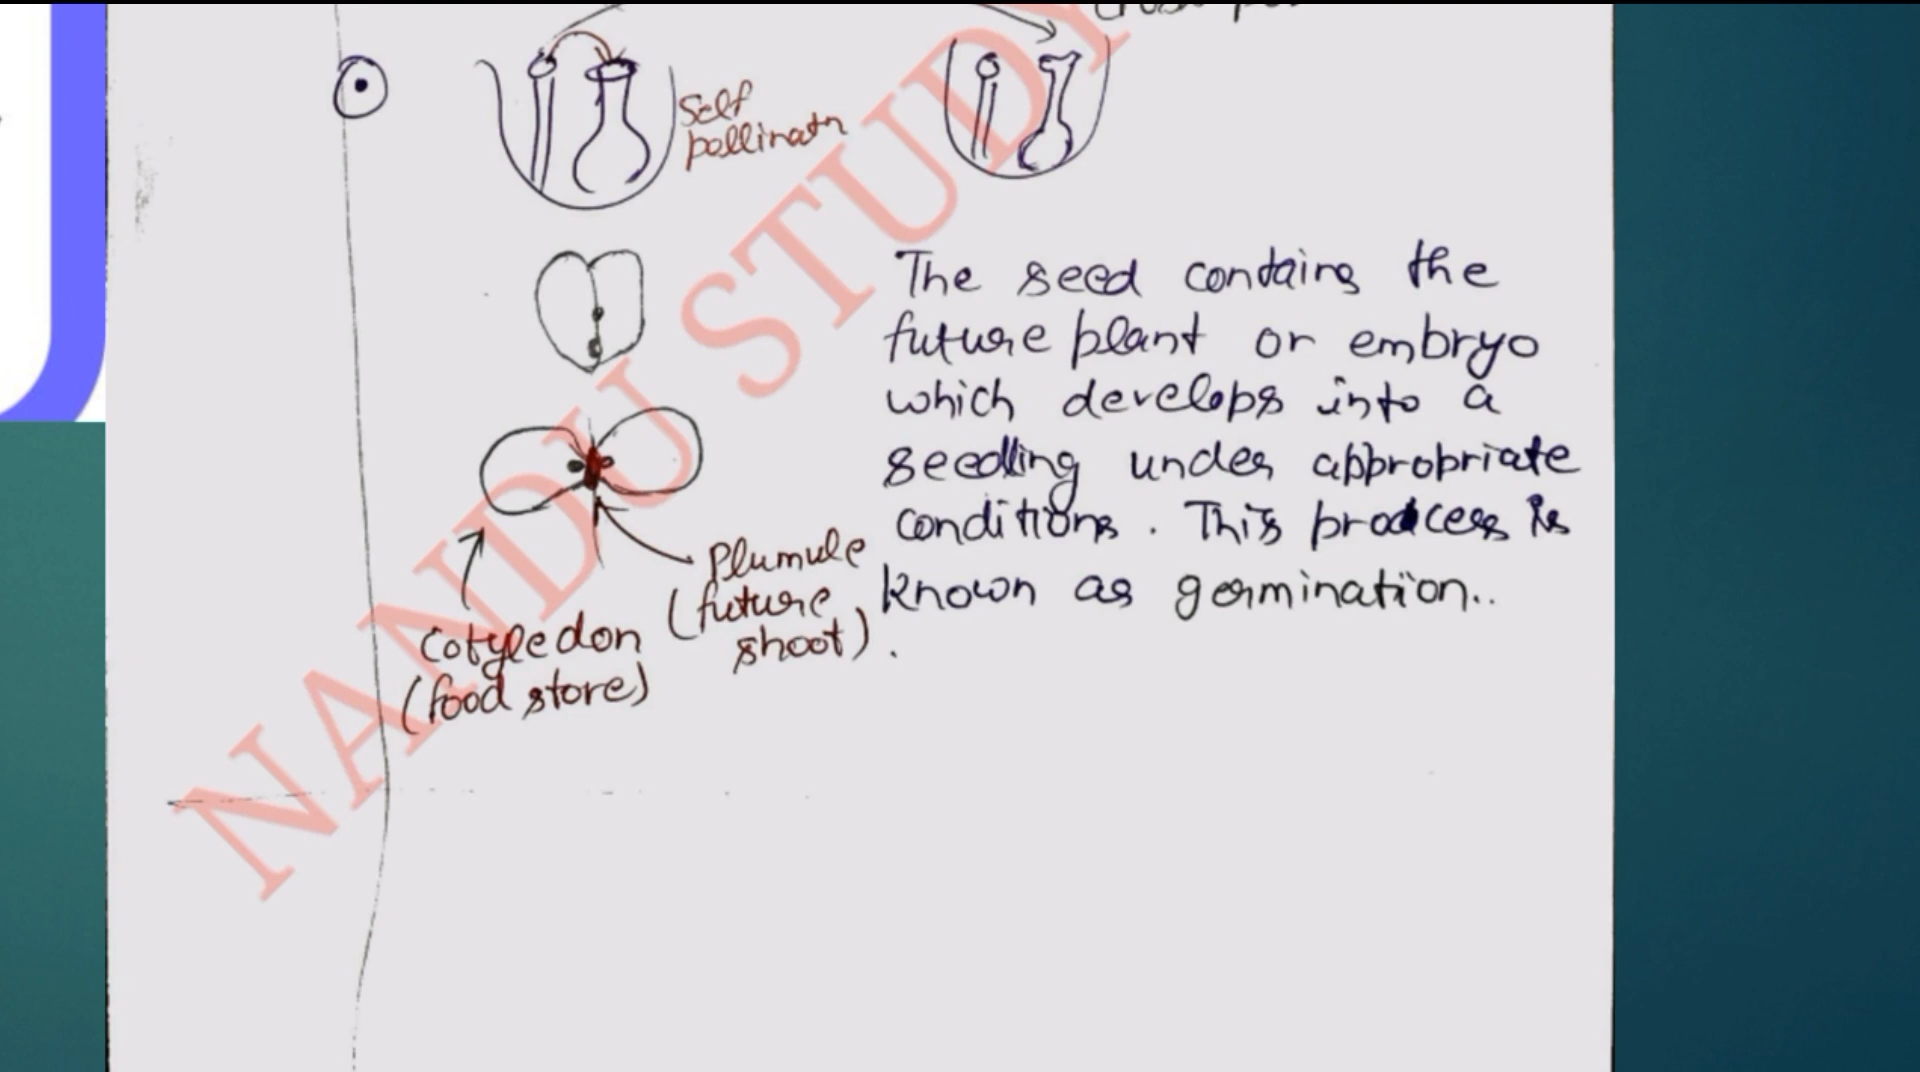 Self
pollinatn
The seed contains the
future plant or embryo
which develops into a
seedling under appropriate
conditions. This process is
known as germination..
Plumule
(future
shoot).
Cotyledon
(food store)
NANDU STUDY